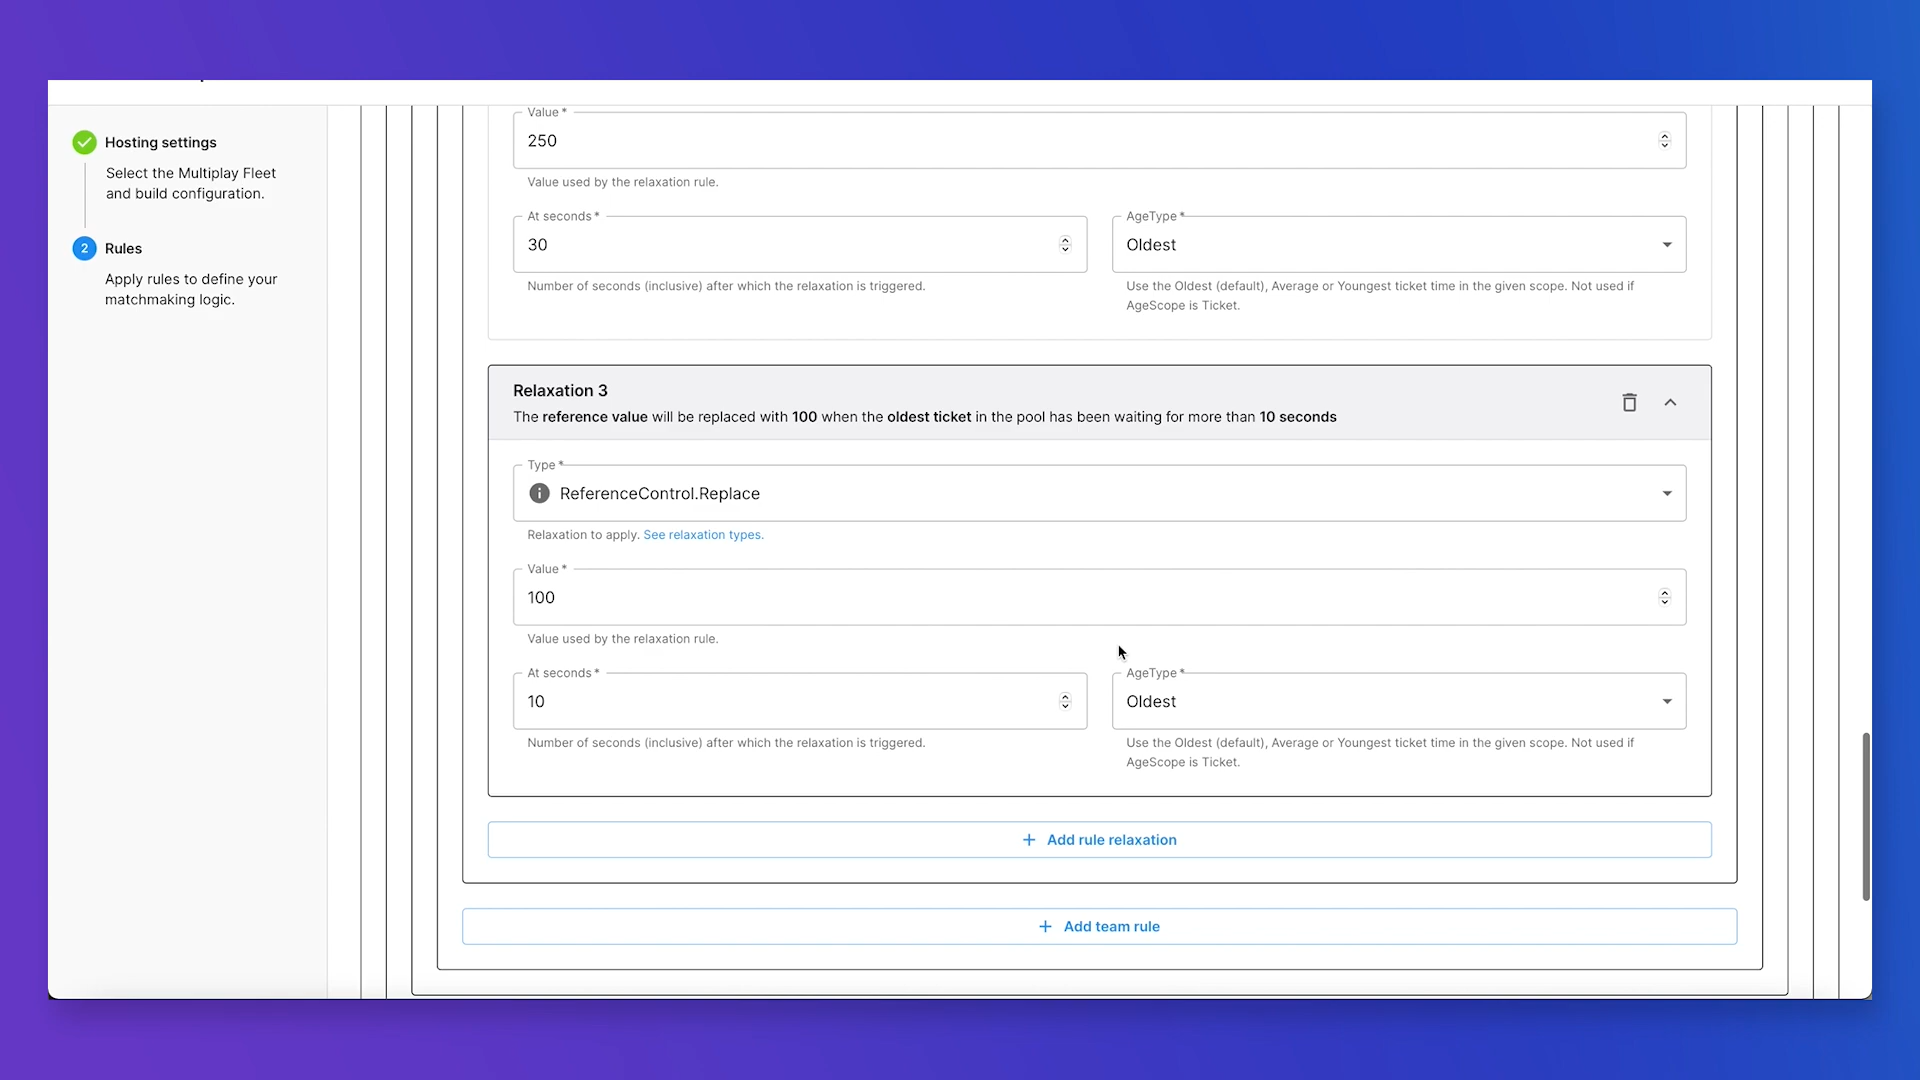 Hosting settings
Select the Multiplay Fleet
and build configuration.
2 Rules
Apply rules to define your
matchmaking logic.
Value *
250
Value used by the relaxation rule.
At seconds *
30
Number of seconds (inclusive) after which the relaxation is triggered.
AgeType *
Oldest
Use the Oldest (default), Average or Youngest ticket time in the given scope. Not used if
AgeScope is Ticket.
Relaxation 3
The reference value will be replaced with 100 when the oldest ticket in the pool has been waiting for more than 10 seconds
Type *
ReferenceControl.Replace
Relaxation to apply. See relaxation types.
Value *
100
Value used by the relaxation rule.
At seconds *
10
Number of seconds (inclusive) after which the relaxation is triggered.
AgeType *
Oldest
Use the Oldest (default), Average or Youngest ticket time in the given scope. Not used if
AgeScope is Ticket.
+ Add rule relaxation
+ Add team rule